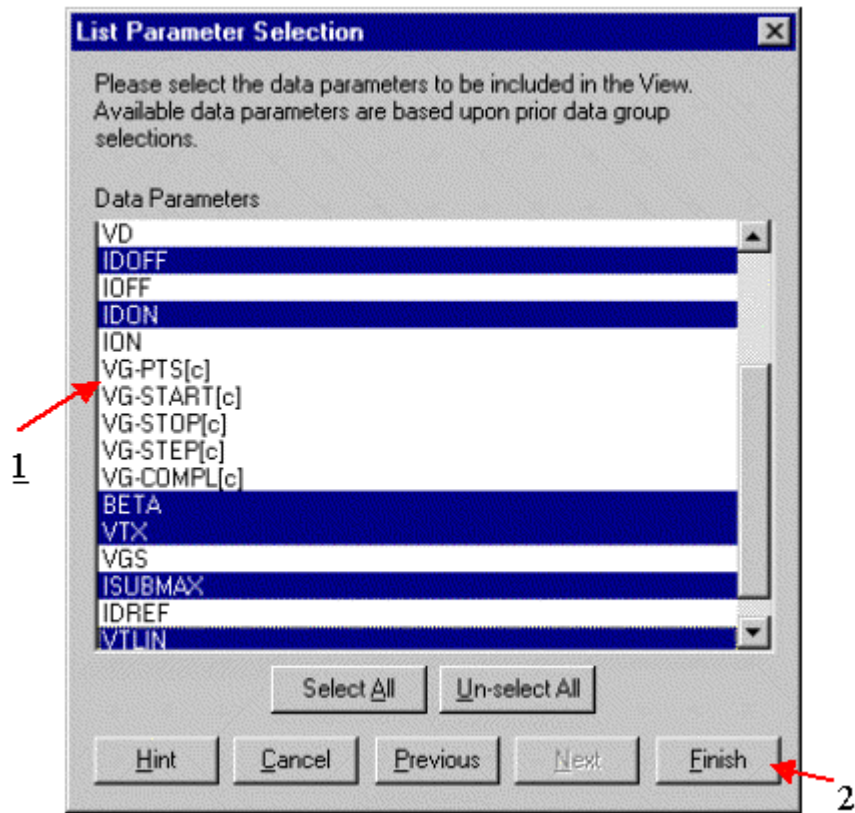 List Parameter Selection
Please select the data parameters to be included in the View.
Available data parameters are based upon prior data group
selections.
Data Parameters
VD
IDOFF
IOFF
IDON
ION
VG-PTS[c]
VG-START[c]
VG-STOP[c]
VG-STEP[c]
VG-COMPL[c]
BETA
VTX
VGS
ISUBMAX
IDREF
VTLIN
1
Select All Un-select All
Hint Cancel Previous Next Finish
2